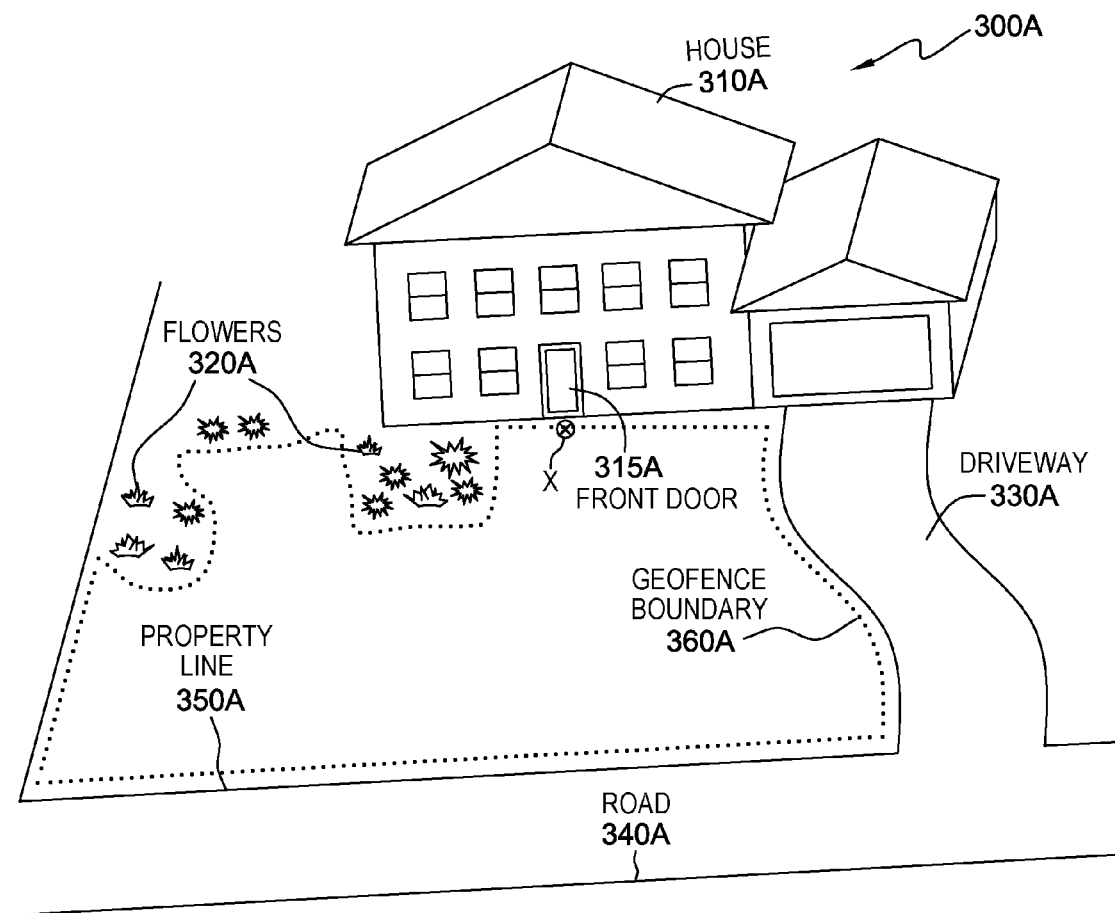 300A
HOUSE
310A
FLOWERS
320A
X
315A
FRONT DOOR
DRIVEWAY
330A
GEOFENCE
BOUNDARY
360A
PROPERTY
LINE
350A
ROAD
340A